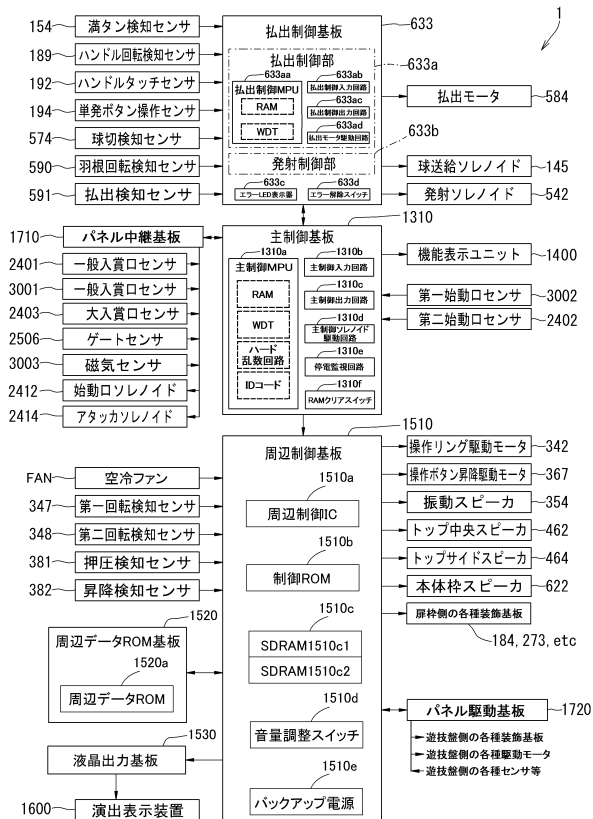 1
154
満タン検知センサ
189
ハンドル回転検知センサ
192
ハンドルタッチセンサ
194
単発ボタン操作センサ
574
球切検知センサ
590
羽根回転検知センサ
591
払出検知センサ
払出制御基板
633
払出制御部
633a
633aa
払出制御MPU
RAM
WDT
633ab
払出制御入力回路
633ac
払出制御出力回路
633ad
払出モータ駆動回路
633b
発射制御部
633c
エラーLED表示器
633d
エラー解除スイッチ
払出モータ
584
球送給ソレノイド
145
発射ソレノイド
542
1710
パネル中継基板
2401
一般入賞口センサ
3001
一般入賞口センサ
2403
大入賞口センサ
2506
ゲートセンサ
3003
磁気センサ
2412
始動口ソレノイド
2414
アタッカソレノイド
1310
主制御基板
1310a
主制御MPU
RAM
WDT
ハード
乱数回路
IDコード
1310b
主制御入力回路
1310c
主制御出力回路
1310d
主制御ソレノイド
駆動回路
1310e
停電監視回路
1310f
RAMクリアスイッチ
機能表示ユニット
1400
第一始動口センサ
3002
第二始動口センサ
2402
FAN
空冷ファン
347
第一回転検知センサ
348
第二回転検知センサ
381
押圧検知センサ
382
昇降検知センサ
1520
周辺データROM基板
1520a
周辺データROM
1530
液晶出力基板
1600
演出表示装置
1510
周辺制御基板
1510a
周辺制御IC
1510b
制御ROM
1510c
SDRAM1510c1
SDRAM1510c2
1510d
音量調整スイッチ
1510e
バックアップ電源
操作リング駆動モータ
342
操作ボタン昇降駆動モータ
367
振動スピーカ
354
トップ中央スピーカ
462
トップサイドスピーカ
464
本体枠スピーカ
622
扉枠側の各種装飾基板
184, 273, etc
パネル駆動基板
1720
遊技盤側の各種装飾基板
遊技盤側の各種駆動モータ
遊技盤側の各種センサ等